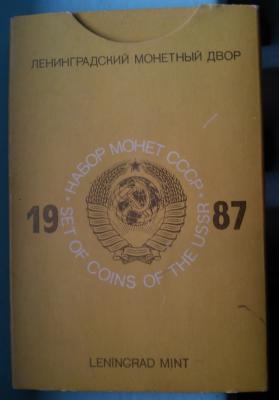 ЛЕНИНГРАДСКИЙ МОНЕТНЫЙ ДВОР
• НАБОР МОНЕТ СССР •
19 87
SET OF COINS OF THE USSR
LENINGRAD MINT